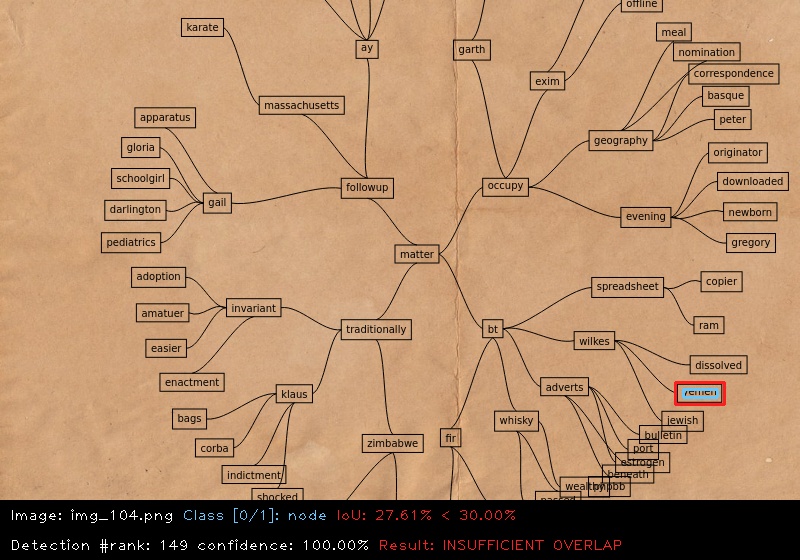 offline
karate
meal
ay
garth
nomination
correspondence
exim
basque
massachusetts
apparatus
peter
geography
gloria
originator
schoolgirl
downloaded
followup
occupy
gail
darlington
newborn
evening
pediatrics
gregory
matter
adoption
copier
spreadsheet
invariant
amatuer
ram
traditionally
bt
wilkes
easier
dissolved
enactment
adverts
klaus
yemen
bags
whisky
jewish
bulletin
fir
zimbabwe
corba
port
estrogen
indictment
beneath
wealth
phpbb
shocked
Image: img_104.png Class [0/1]: node IoU: 27.61% < 30.00%
Detection #rank: 149 confidence: 100.00% Result: INSUFFICIENT OVERLAP